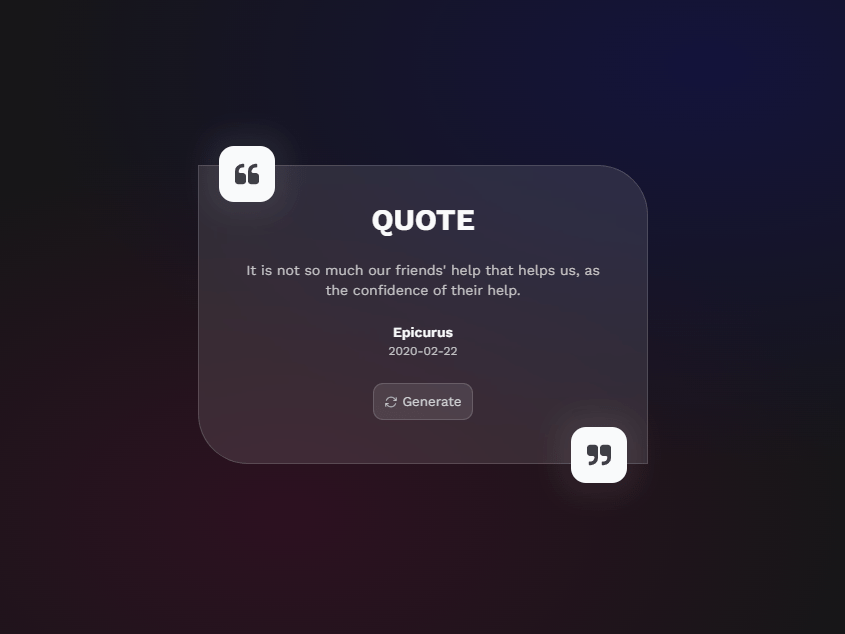 ❝
QUOTE
It is not so much our friends' help that helps us, as
the confidence of their help.
Epicurus
2020-02-22
Generate
❞